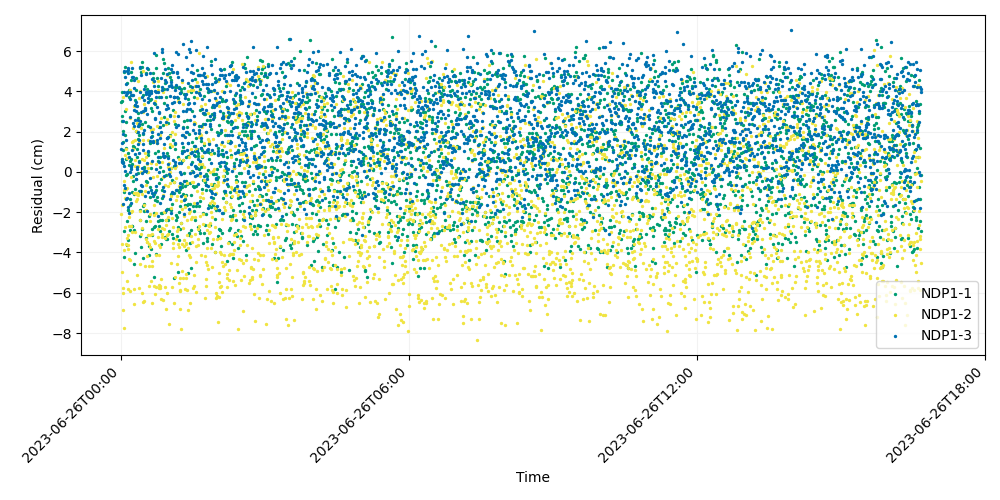 Residual (cm)
6
4
2
0
−2
−4
−6
−8
NDP1-1
NDP1-2
NDP1-3
2023-06-26T00:00
2023-06-26T06:00
2023-06-26T12:00
2023-06-26T18:00
Time